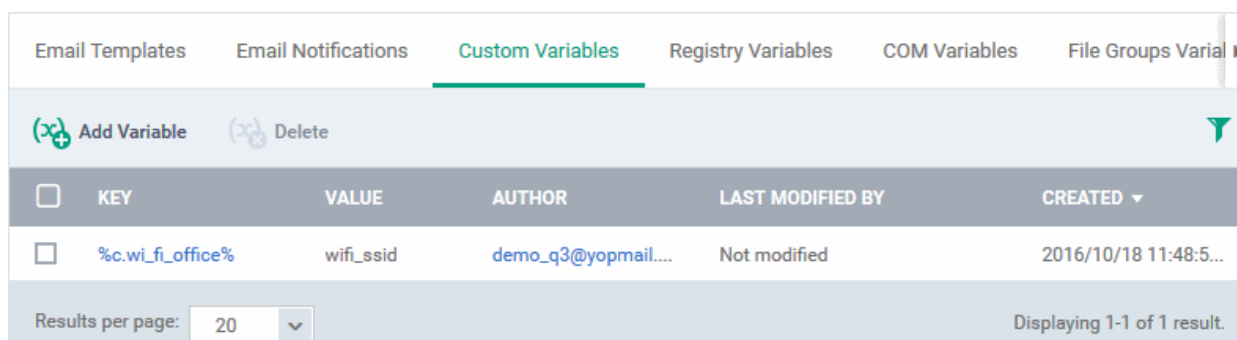 Email Templates Email Notifications Custom Variables Registry Variables COM Variables File Groups
Add Variable Delete
KEY VALUE AUTHOR LAST MODIFIED BY CREATED
%c.wi_fi_office% wifi_ssid demo_q3@yopmail.... Not modified 2016/10/18 11:48:5...
Results per page: 20 Displaying 1-1 of 1 result.